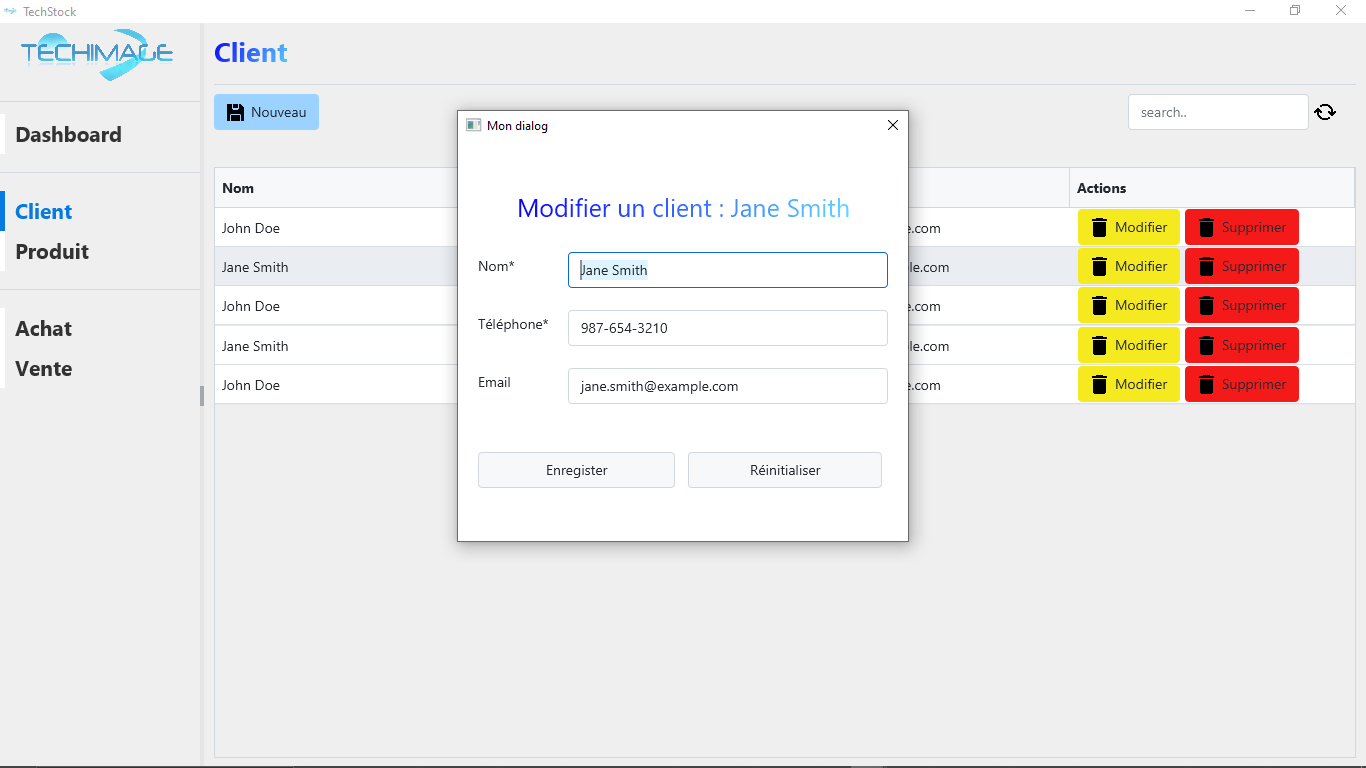 TechStock
TECHIMAGE
Client
Nouveau
search..
Dashboard
Client
Produit
Achat
Vente
Nom
Actions
John Doe
e.com
Modifier
Supprimer
Jane Smith
le.com
Modifier
Supprimer
John Doe
e.com
Modifier
Supprimer
Jane Smith
le.com
Modifier
Supprimer
John Doe
e.com
Modifier
Supprimer
Mon dialog
Modifier un client : Jane Smith
Nom*
Jane Smith
Téléphone*
987-654-3210
Email
jane.smith@example.com
Enregister
Réinitialiser